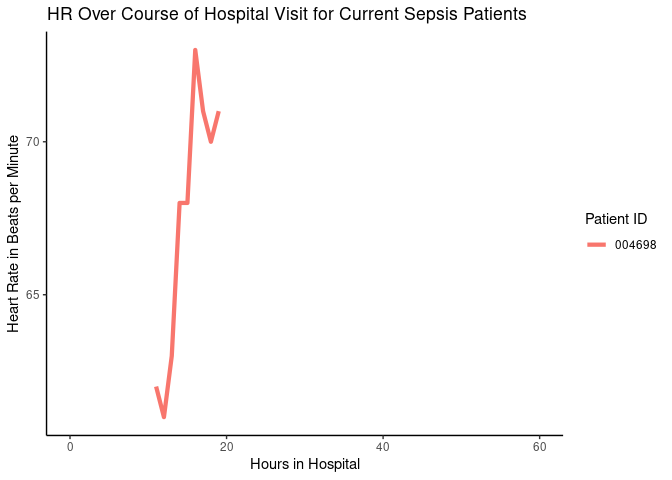 HR Over Course of Hospital Visit for Current Sepsis Patients
Heart Rate in Beats per Minute
70
65
0
20
40
60
Hours in Hospital
Patient ID
004698